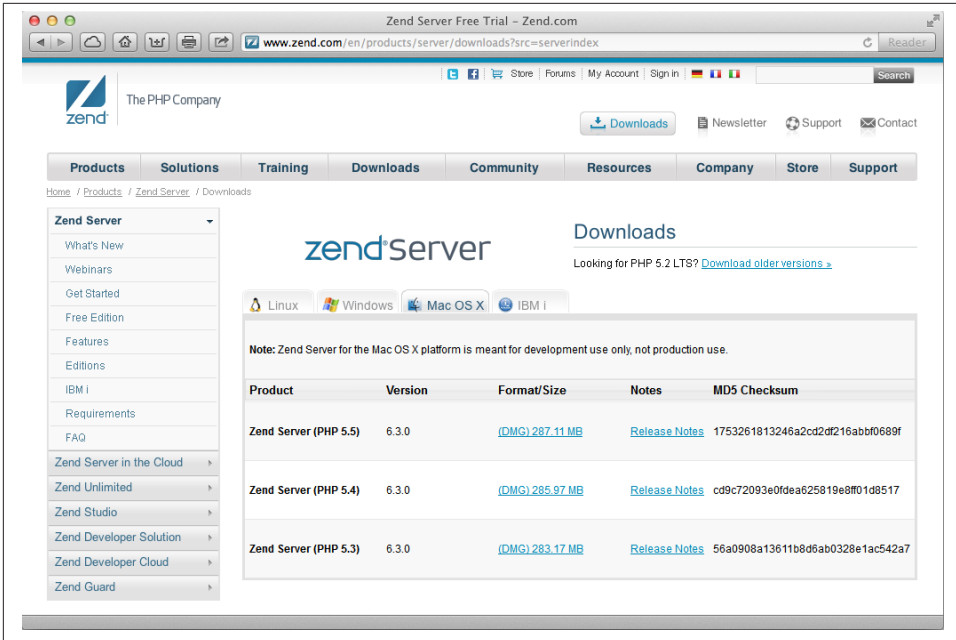 Zend Server Free Trial – Zend.com
www.zend.com/en/products/server/downloads?src=serverindex
Reader
Store
Forums
My Account
Sign in
Search
zend
The PHP Company
Downloads
Newsletter
Support
Contact
Products
Solutions
Training
Downloads
Community
Resources
Company
Store
Support
Home / Products / Zend Server / Downloads
Zend Server
What's New
Webinars
Get Started
Free Edition
Features
Editions
IBM i
Requirements
FAQ
Zend Server in the Cloud
Zend Unlimited
Zend Studio
Zend Developer Solution
Zend Developer Cloud
Zend Guard
zend Server
Downloads
Looking for PHP 5.2 LTS? Download older versions »
Linux
Windows
Mac OS X
IBM i
Note: Zend Server for the Mac OS X platform is meant for development use only, not production use.
Product Version Format/Size Notes MD5 Checksum
Zend Server (PHP 5.5) 6.3.0 (DMG) 287.11 MB Release Notes 1753261813246a2cd2df216abbf0689f
Zend Server (PHP 5.4) 6.3.0 (DMG) 285.97 MB Release Notes cd9c72093e0fdea625819e8ff01d8517
Zend Server (PHP 5.3) 6.3.0 (DMG) 283.17 MB Release Notes 56a0908a13611b8d6ab0328e1ac542a7